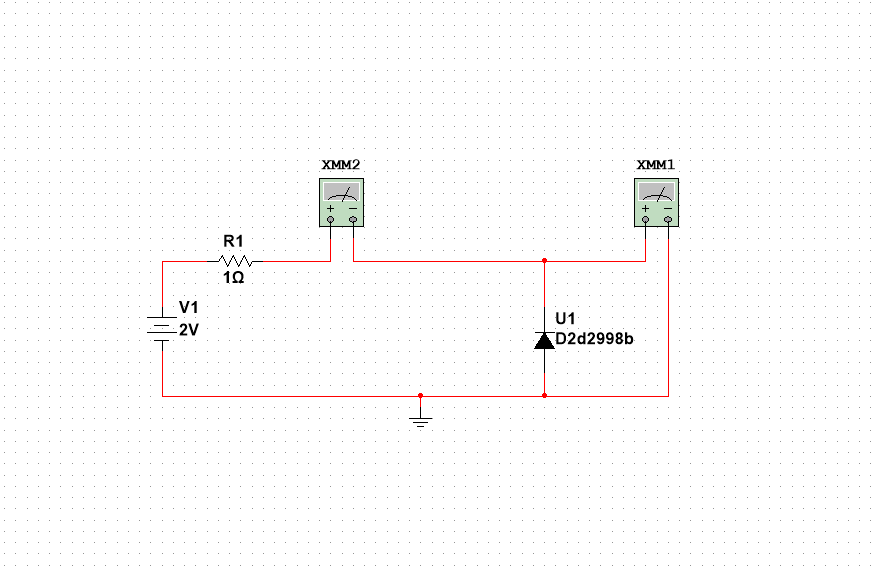 XMM2
XMM1
+ −
+ −
R1
1Ω
V1
2V
U1
D2d2998b